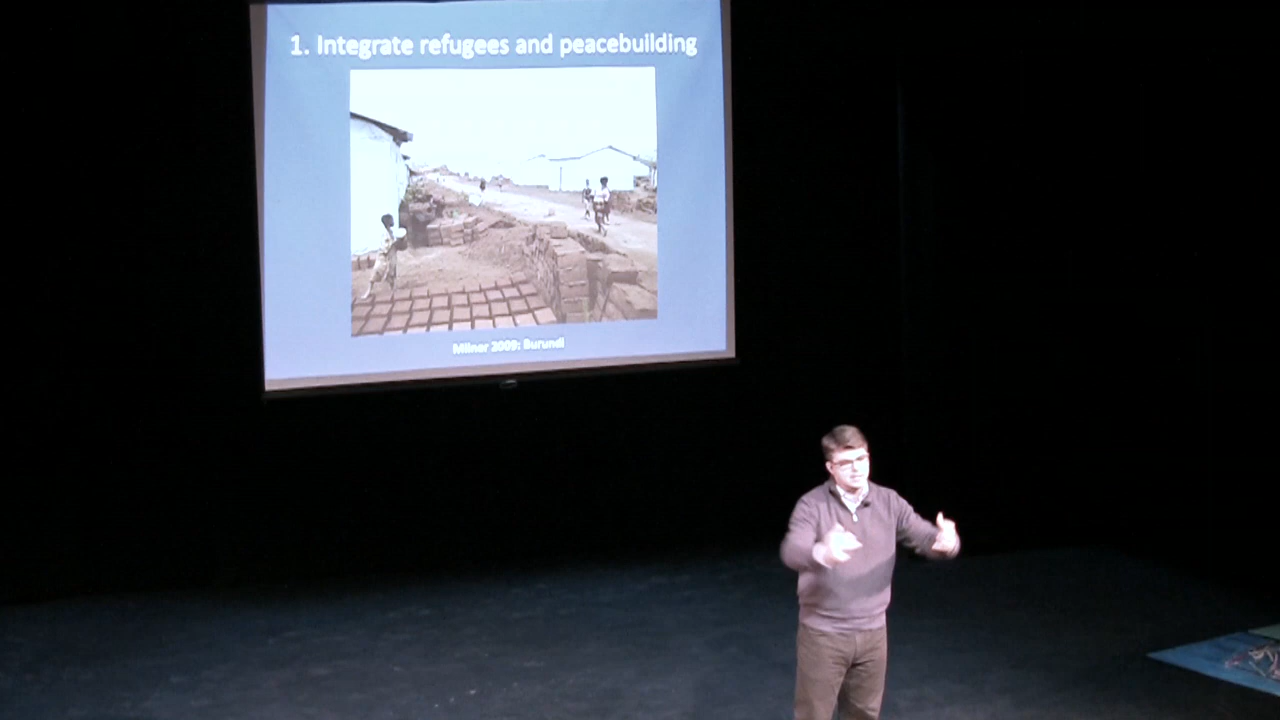 1. Integrate refugees and peacebuilding
Milner 2009: Burundi